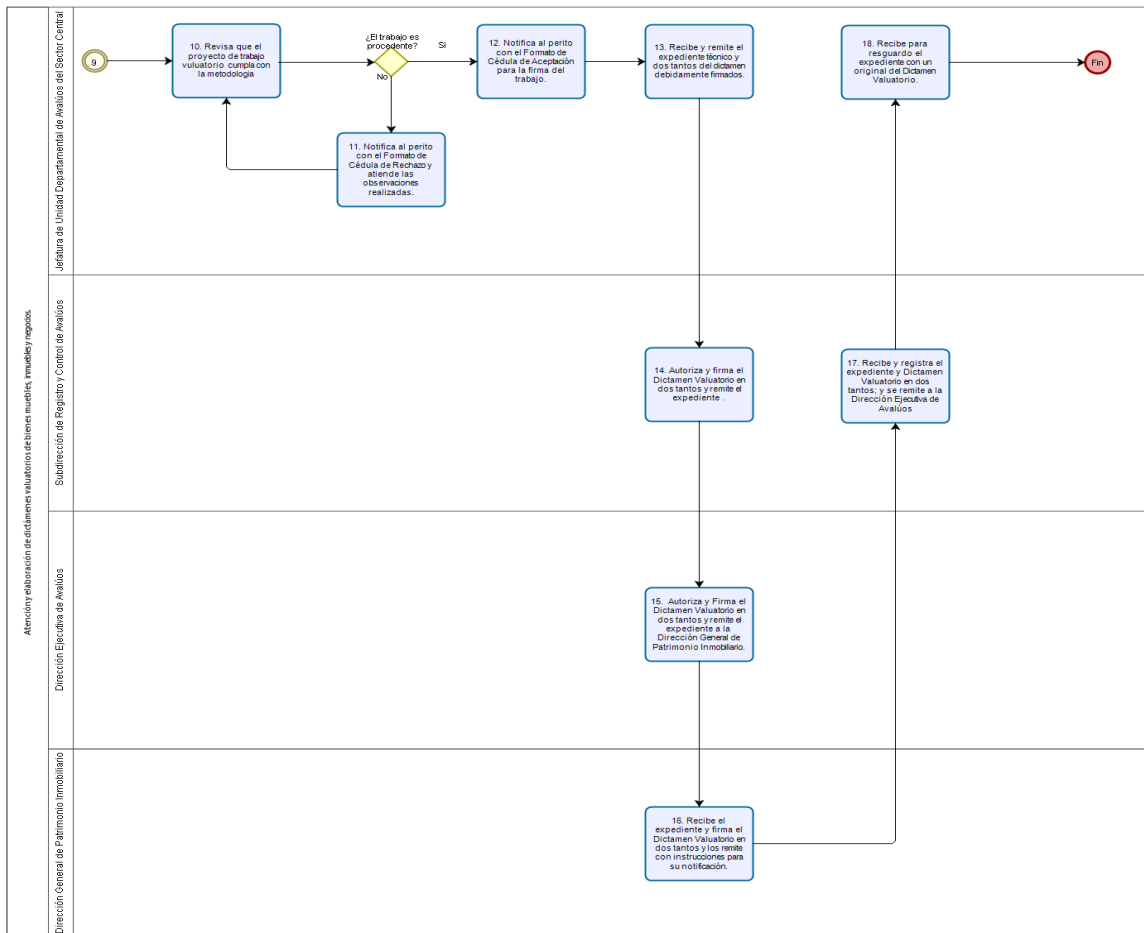 Atención y elaboración de dictámenes valuatorios de bienes muebles, inmuebles y negocios.
Jefatura de Unidad Departamental de Avalúos del Sector Central
9
10. Revisa que el
proyecto de trabajo
vuluatorio cumpla con
la metodologia
¿El trabajo es
procedente?
Si
No
11. Notifica al perito
con el Formato de
Cédula de Rechazo y
atiende las
observaciones
realizadas.
12. Notifica al perito
con el Formato de
Cédula de Aceptación
para la firma del
trabajo.
13. Recibe y remite el
expediente técnico y
dos tantos del dictamen
debidamente firmados.
18. Recibe para
resguardo el
expediente con un
original del Dictamen
Valuatorio.
Fin
Subdirección de Registro y Control de Avalúos
14. Autoriza y firma el
Dictamen Valuatorio en
dos tantos y remite el
expediente .
17. Recibe y registra el
expediente y Dictamen
Valuatorio en dos
tantos; y se remite a la
Dirección Ejecutiva de
Avalúos
Dirección Ejecutiva de Avalúos
15. Autoriza y Firma el
Dictamen Valuatorio en
dos tantos y remite el
expediente a la
Dirección General de
Patrimonio Inmobiliario.
Dirección General de Patrimonio Inmobiliario
16. Recibe el
expediente y firma el
Dictamen Valuatorio en
dos tantos y los remite
con instrucciones para
su notificación.